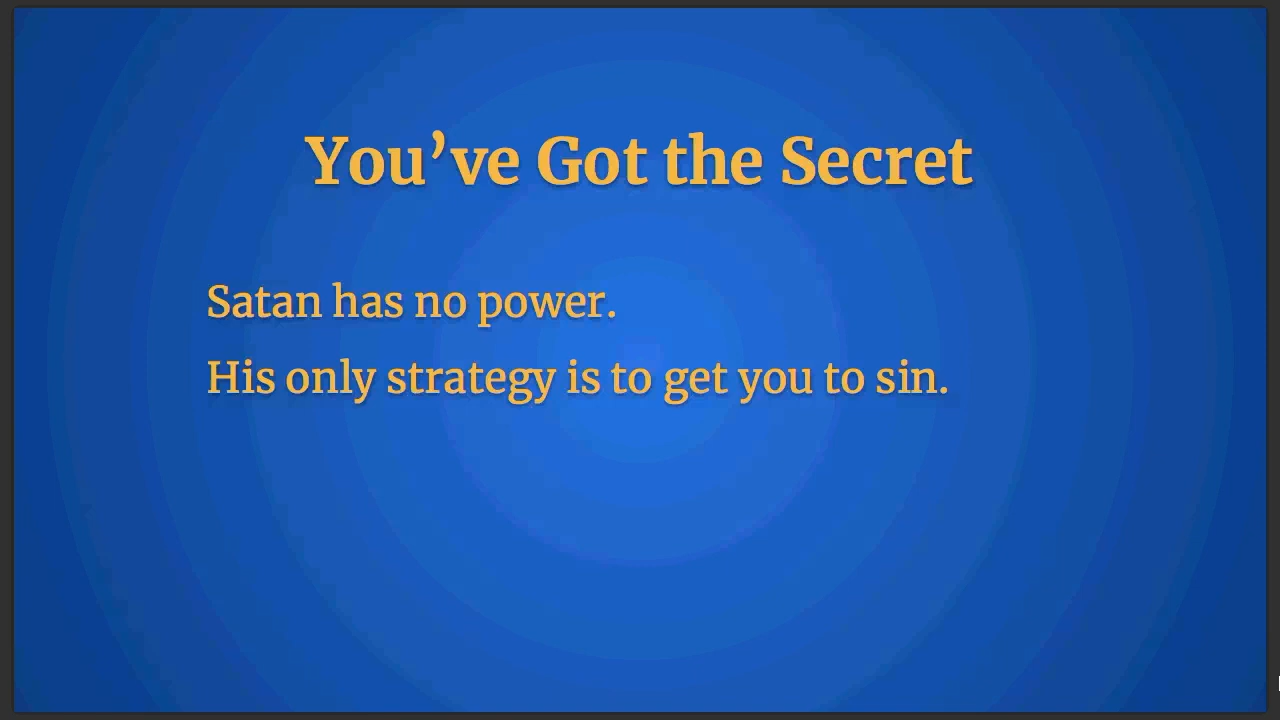 You’ve Got the Secret
Satan has no power.
His only strategy is to get you to sin.